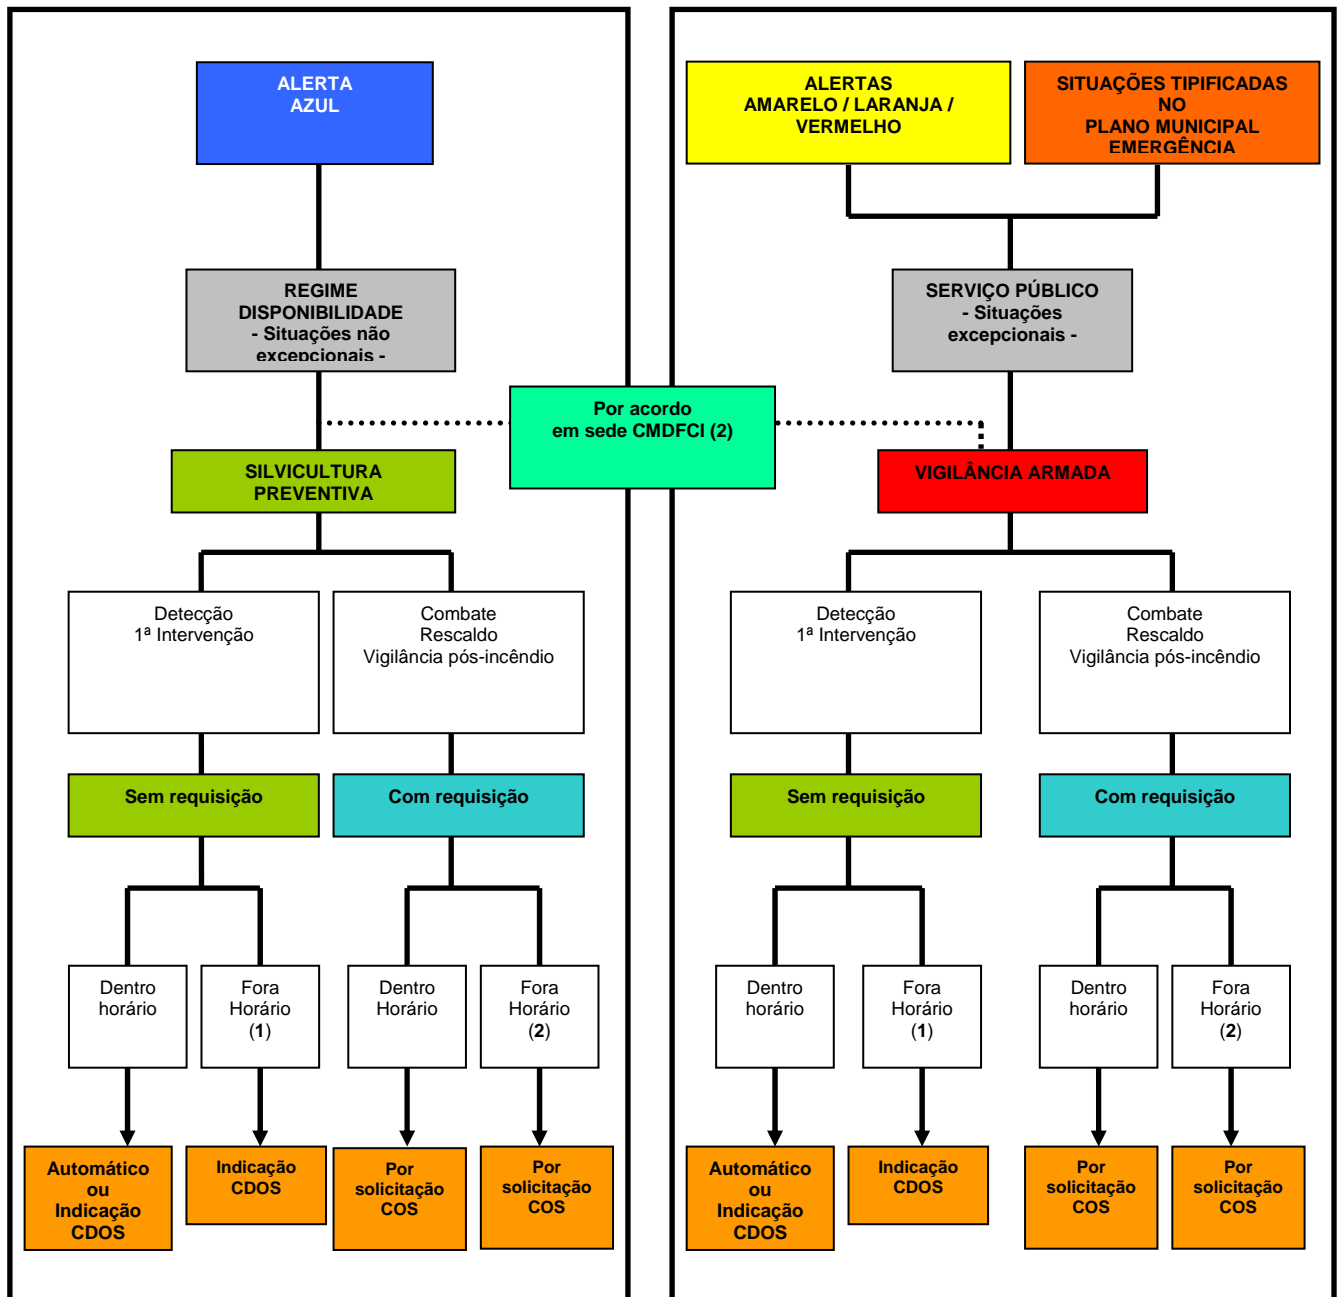 ALERTA
AZUL
ALERTAS
AMARELO / LARANJA /
VERMELHO
SITUAÇÕES TIPIFICADAS
NO
PLANO MUNICIPAL
EMERGÊNCIA
REGIME
DISPONIBILIDADE
- Situações não
excepcionais -
SERVIÇO PÚBLICO
- Situações
excepcionais -
Por acordo
em sede CMDFCI (2)
SILVICULTURA
PREVENTIVA
VIGILÂNCIA ARMADA
Detecção
1ª Intervenção
Combate
Rescaldo
Vigilância pós-incêndio
Detecção
1ª Intervenção
Combate
Rescaldo
Vigilância pós-incêndio
Sem requisição
Com requisição
Sem requisição
Com requisição
Dentro
horário
Fora
Horário
(1)
Dentro
Horário
Fora
Horário
(2)
Dentro
horário
Fora
Horário
(1)
Dentro
horário
Fora
Horário
(2)
Automático
ou
Indicação
CDOS
Indicação
CDOS
Por
solicitação
COS
Por
solicitação
COS
Automático
ou
Indicação
CDOS
Indicação
CDOS
Por
solicitação
COS
Por
solicitação
COS